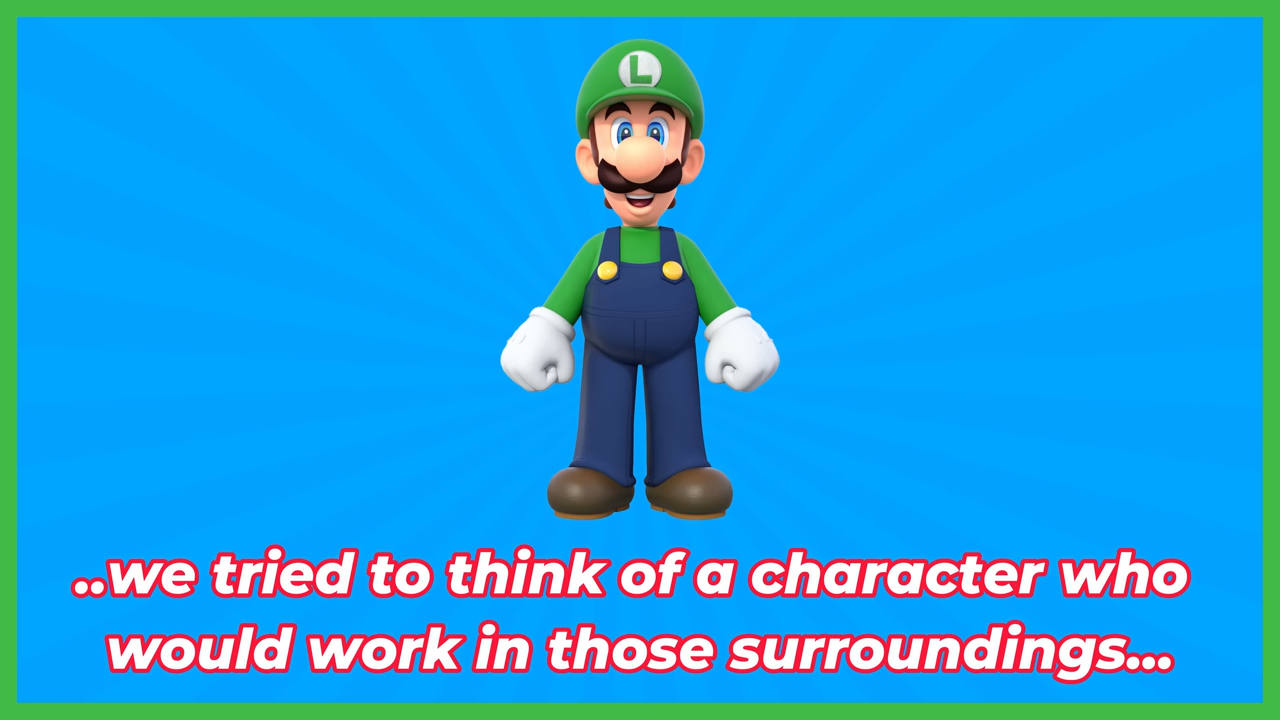 L
..we tried to think of a character who
would work in those surroundings...